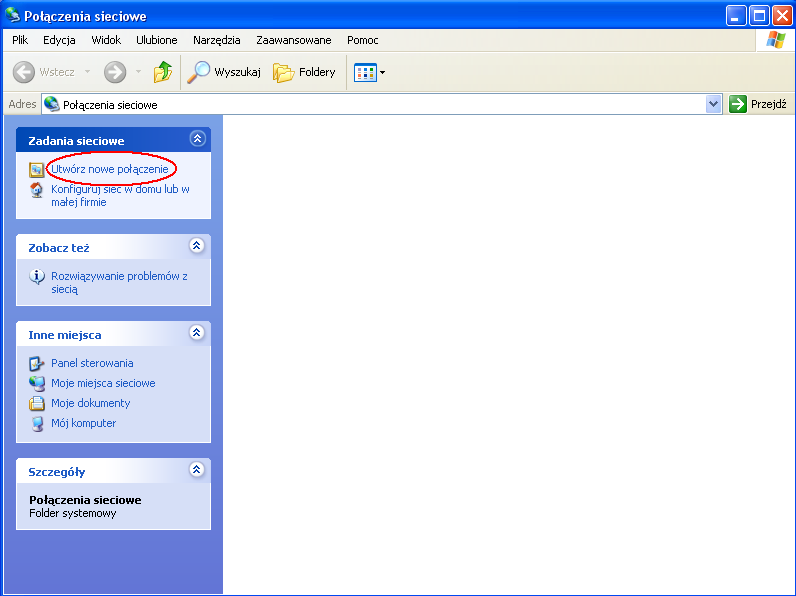 Połączenia sieciowe
Plik Edycja Widok Ulubione Narzędzia Zaawansowane Pomoc
Wstecz Wyszukaj Foldery
Adres Połączenia sieciowe Przejdź
Zadania sieciowe
Utwórz nowe połączenie
Konfiguruj sieć w domu lub w
małej firmie
Zobacz też
Rozwiązywanie problemów z
siecią
Inne miejsca
Panel sterowania
Moje miejsca sieciowe
Moje dokumenty
Mój komputer
Szczegóły
Połączenia sieciowe
Folder systemowy